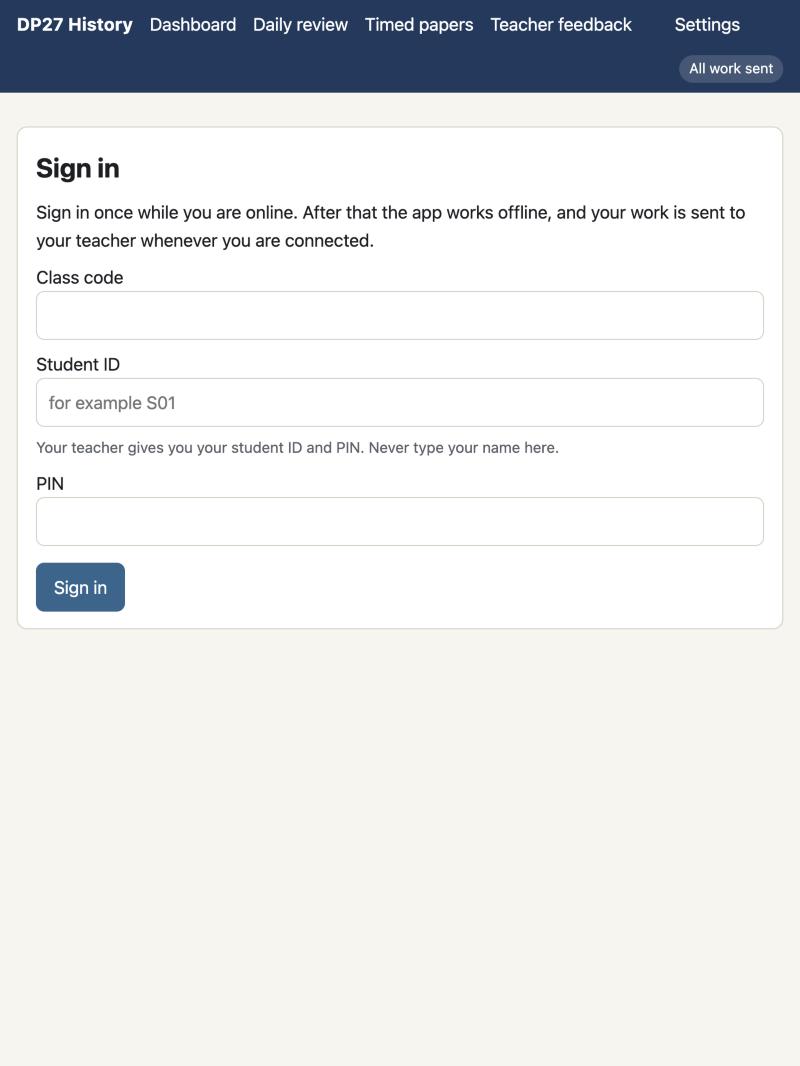 DP27 History Dashboard Daily review Timed papers Teacher feedback Settings
All work sent
Sign in
Sign in once while you are online. After that the app works offline, and your work is sent to
your teacher whenever you are connected.
Class code
Student ID
for example S01
Your teacher gives you your student ID and PIN. Never type your name here.
PIN
Sign in